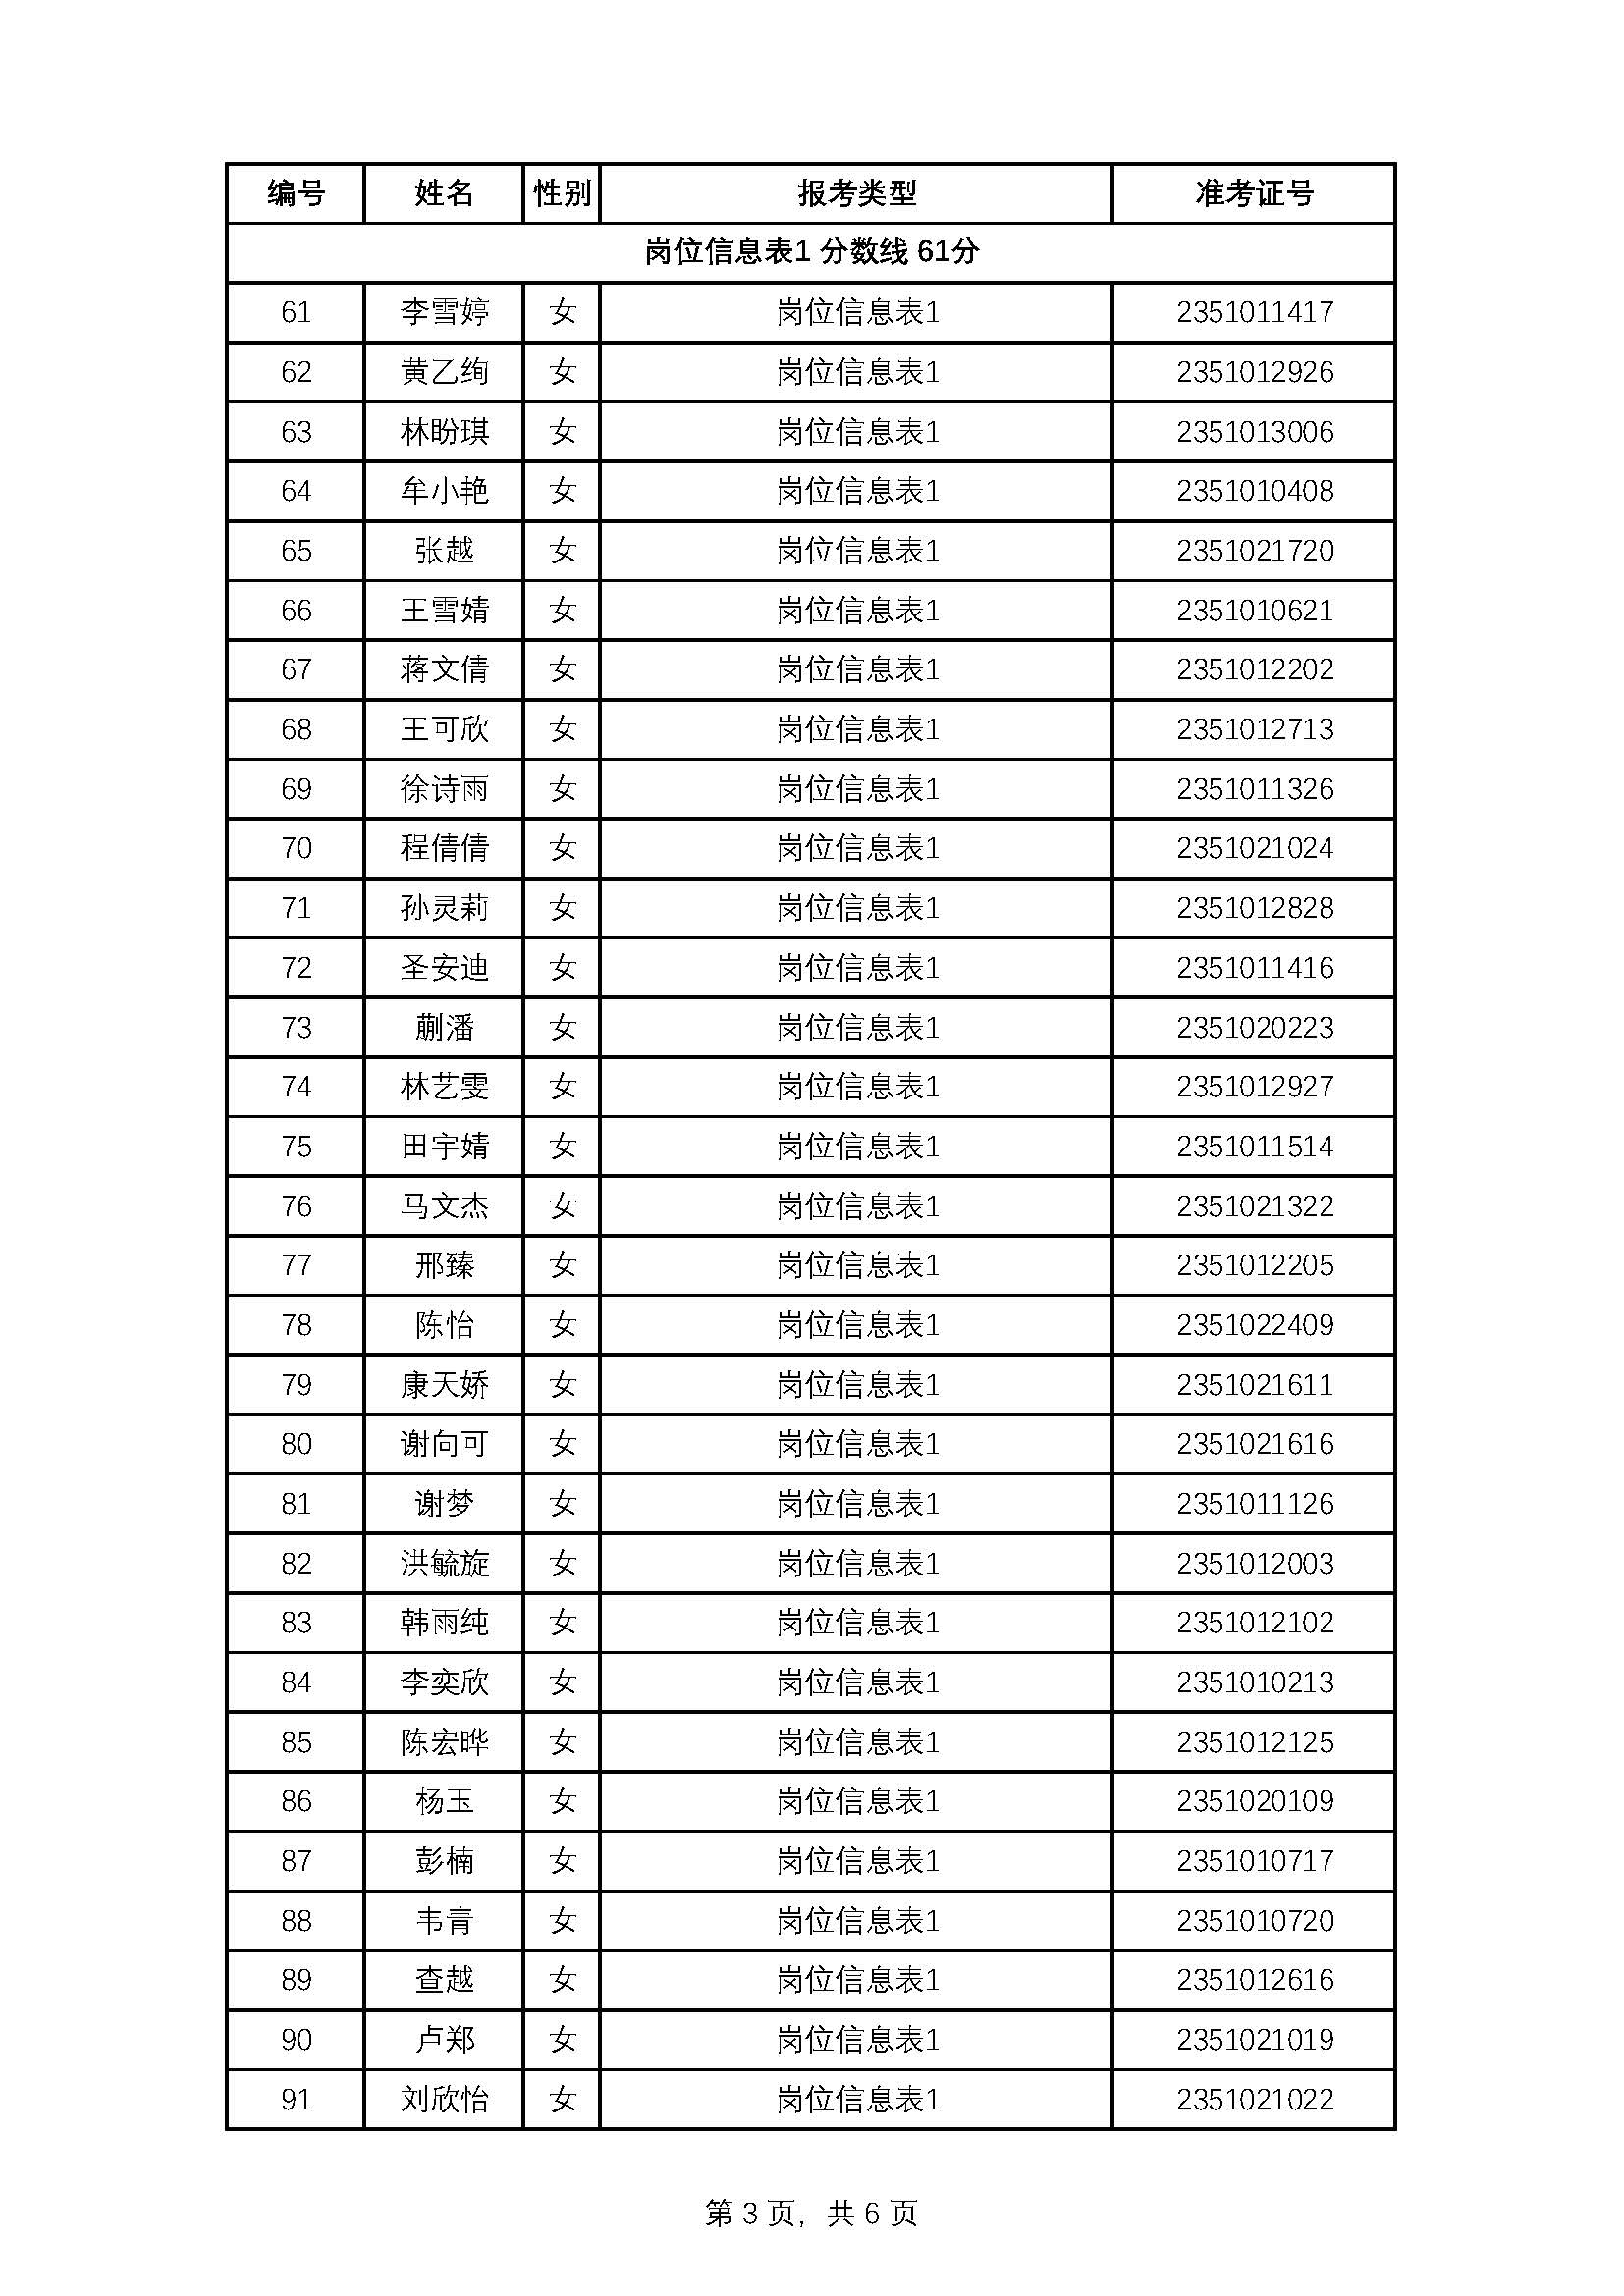 编号 姓名 性别 报考类型 准考证号
岗位信息表1 分数线 61分
61 李雪婷 女 岗位信息表1 2351011417
62 黄乙绚 女 岗位信息表1 2351012926
63 林盼琪 女 岗位信息表1 2351013006
64 牟小艳 女 岗位信息表1 2351010408
65 张越 女 岗位信息表1 2351021720
66 王雪婧 女 岗位信息表1 2351010621
67 蒋文倩 女 岗位信息表1 2351012202
68 王可欣 女 岗位信息表1 2351012713
69 徐诗雨 女 岗位信息表1 2351011326
70 程倩倩 女 岗位信息表1 2351021024
71 孙灵莉 女 岗位信息表1 2351012828
72 圣安迪 女 岗位信息表1 2351011416
73 蒯潘 女 岗位信息表1 2351020223
74 林艺雯 女 岗位信息表1 2351012927
75 田宇婧 女 岗位信息表1 2351011514
76 马文杰 女 岗位信息表1 2351021322
77 邢臻 女 岗位信息表1 2351012205
78 陈怡 女 岗位信息表1 2351022409
79 康天娇 女 岗位信息表1 2351021611
80 谢向可 女 岗位信息表1 2351021616
81 谢梦 女 岗位信息表1 2351011126
82 洪毓旋 女 岗位信息表1 2351012003
83 韩雨纯 女 岗位信息表1 2351012102
84 李奕欣 女 岗位信息表1 2351010213
85 陈宏晔 女 岗位信息表1 2351012125
86 杨玉 女 岗位信息表1 2351020109
87 彭楠 女 岗位信息表1 2351010717
88 韦青 女 岗位信息表1 2351010720
89 查越 女 岗位信息表1 2351012616
90 卢郑 女 岗位信息表1 2351021019
91 刘欣怡 女 岗位信息表1 2351021022
第 3 页，共 6 页